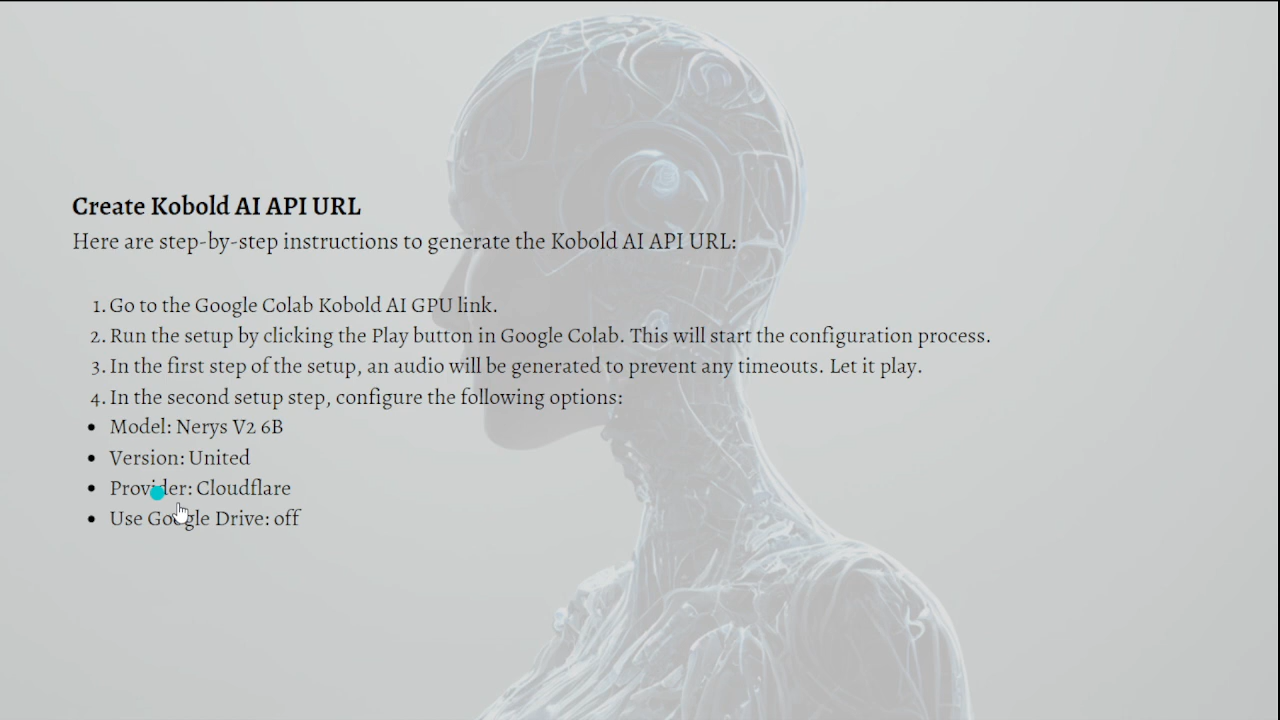 Create Kobold AI API URL
Here are step-by-step instructions to generate the Kobold AI API URL:
1. Go to the Google Colab Kobold AI GPU link.
2. Run the setup by clicking the Play button in Google Colab. This will start the configuration process.
3. In the first step of the setup, an audio will be generated to prevent any timeouts. Let it play.
4. In the second setup step, configure the following options:
• Model: Nerys V2 6B
• Version: United
• Provider: Cloudflare
• Use Google Drive: off